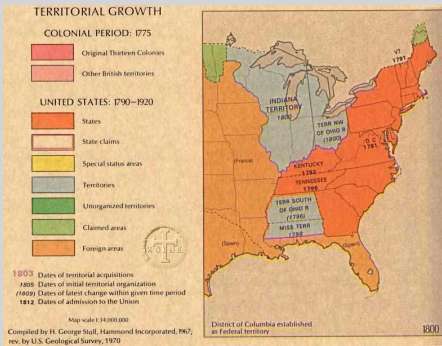 TERRITORIAL GROWTH
COLONIAL PERIOD: 1775
Original Thirteen Colonies
Other British territories
UNITED STATES: 1790–1920
States
State claims
Special status areas
Territories
Unorganized territories
Claimed areas
Foreign areas
1803 Dates of territorial acquisitions
1805 Dates of initial territorial organization
(1809) Dates of latest change within given time period
1812 Dates of admission to the Union
Map scale 1:34,000,000
Compiled by H. George Stoll, Hammond Incorporated, 1967;
rev. by U.S. Geological Survey, 1970
VT
1791
INDIANA
TERRITORY
1800
TERR NW
OF OHIO R
(1800)
D C
1791
(France)
KENTUCKY
1792
TENNESSEE
1796
TERR SOUTH
OF OHIO R
(1796)
MISS TERR
1798
(Spain)
(Spain)
District of Columbia established
as Federal territory
1800